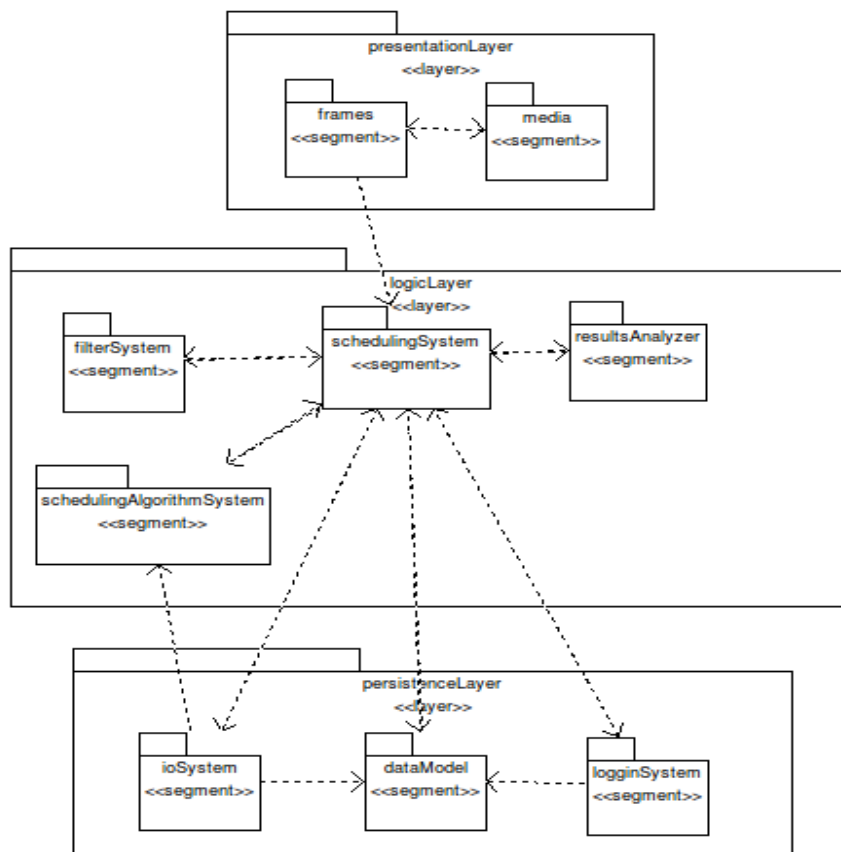 presentationLayer
<<layer>>
frames
<<segment>>
media
<<segment>>
logicLayer
<<layer>>
filterSystem
<<segment>>
schedulingSystem
<<segment>>
resultsAnalyzer
<<segment>>
schedulingAlgorithmSystem
<<segment>>
persistenceLayer
<<layer>>
ioSystem
<<segment>>
dataModel
<<segment>>
logginSystem
<<segment>>